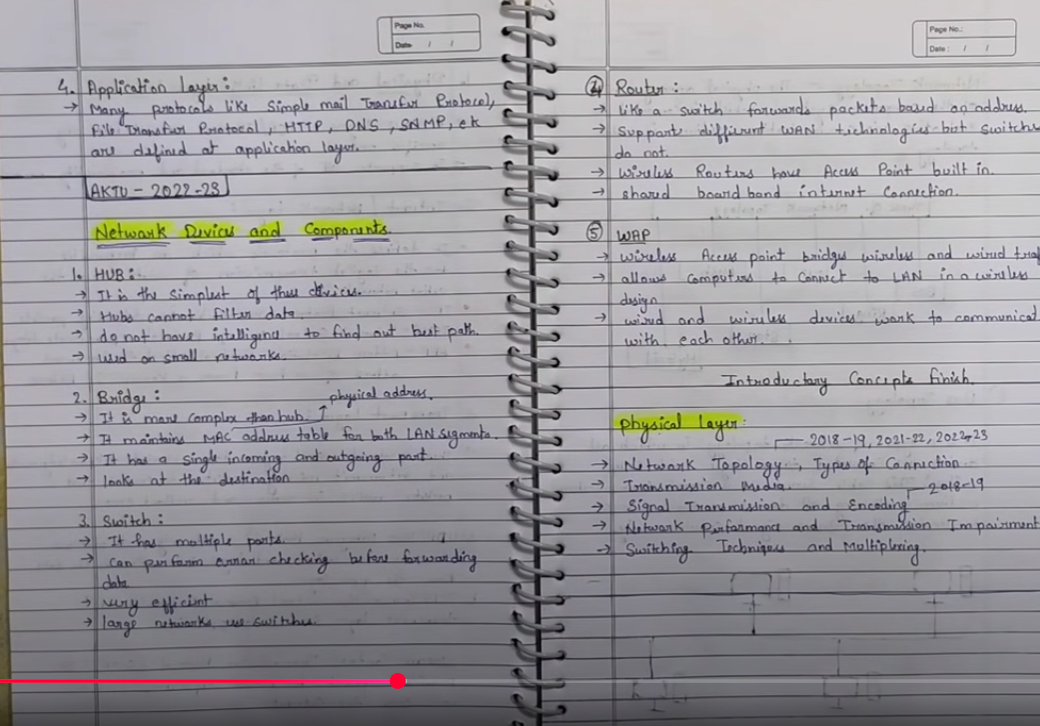 Page No.
Date / /
4. Application layer:
→ Many protocols like Simple mail Transfer Protocol,
File Transfer Protocol, HTTP, DNS, SNMP, etc
are defined at application layer.
AKTU - 2022-23
Network Devices and Components.
1. HUB:
→ It is the simplest of these devices.
→ Hubs cannot filter data.
→ do not have intelligence to find out best path.
→ used on small networks.
2. Bridge: physical address.
→ It is more complex than hub.
→ It maintains MAC address table for both LAN segments.
→ It has a single incoming and outgoing port.
→ looks at the destination
3. Switch:
→ It has multiple ports.
→ can perform error checking before forwarding
data
→ very efficient
→ large networks use switches.
Page No.:
Date: / /
④ Router:
→ like a switch forwards packets based on address.
→ Support different WAN technologies but switches
do not.
→ Wireless Routers have Access Point built in.
→ shared boardband internet Connection.
⑤ WAP
→ wireless Access point bridges wireless and wired traf
→ allows computers to connect to LAN in a wireless
design
→ wired and wireless devices work to communicat
with each other.
Introductory Concepts finish.
Physical layer:
2018-19, 2021-22, 2022-23
→ Network Topology, Types of Connection
→ Transmission Media.
2018-19
→ Signal Transmission and Encoding
→ Network Performance and Transmission Impairment
→ Switching Techniques and Multiplexing.